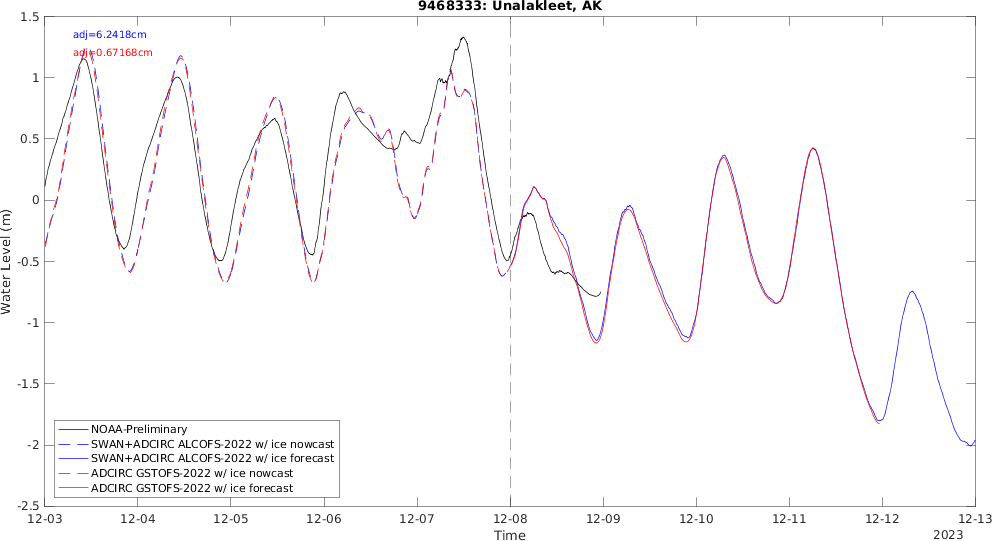 9468333: Unalakleet, AK
adj=6.2418cm
adj=0.67168cm
1.5
1
0.5
0
-0.5
-1
-1.5
-2
-2.5
Water Level (m)
NOAA-Preliminary
SWAN+ADCIRC ALCOFS-2022 w/ ice nowcast
SWAN+ADCIRC ALCOFS-2022 w/ ice forecast
ADCIRC GSTOFS-2022 w/ ice nowcast
ADCIRC GSTOFS-2022 w/ ice forecast
12-03 12-04 12-05 12-06 12-07 12-08 12-09 12-10 12-11 12-12 12-13
Time
2023